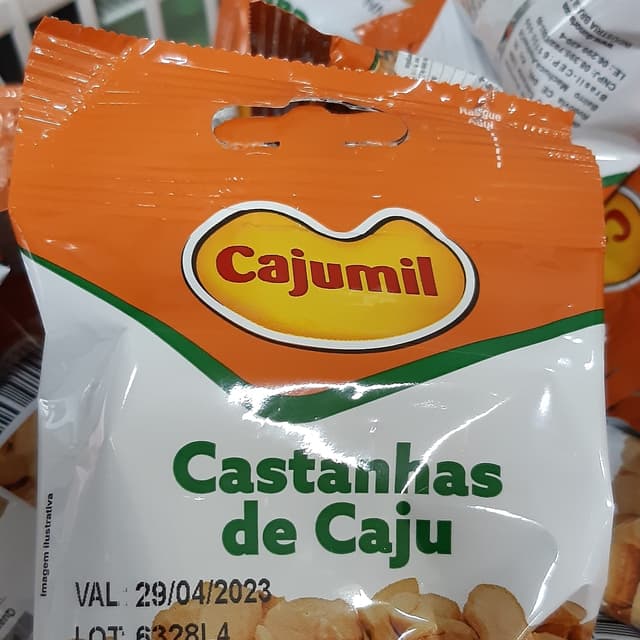 Rasgue
aqui
Cajumil
Castanhas
de Caju
Imagem ilustrativa
VAL: 29/04/2023
LOT: 6328L4